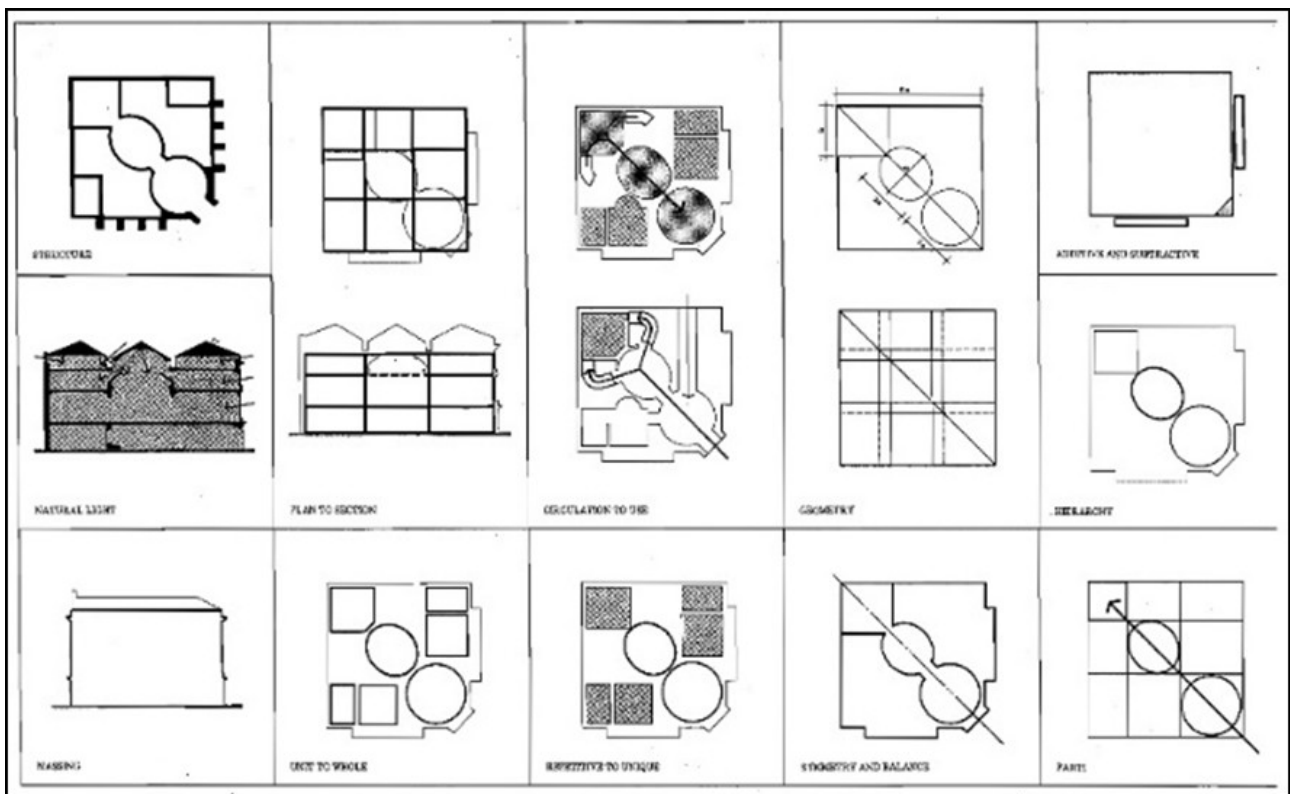 STRUCTURE
ADDITIVE AND SUBTRACTIVE
NATURAL LIGHT
PLAN TO SECTION
CIRCULATION TO USE
GEOMETRY
HIERARCHY
MASSING
UNIT TO WHOLE
REPETITIVE TO UNIQUE
SYMMETRY AND BALANCE
PARTI